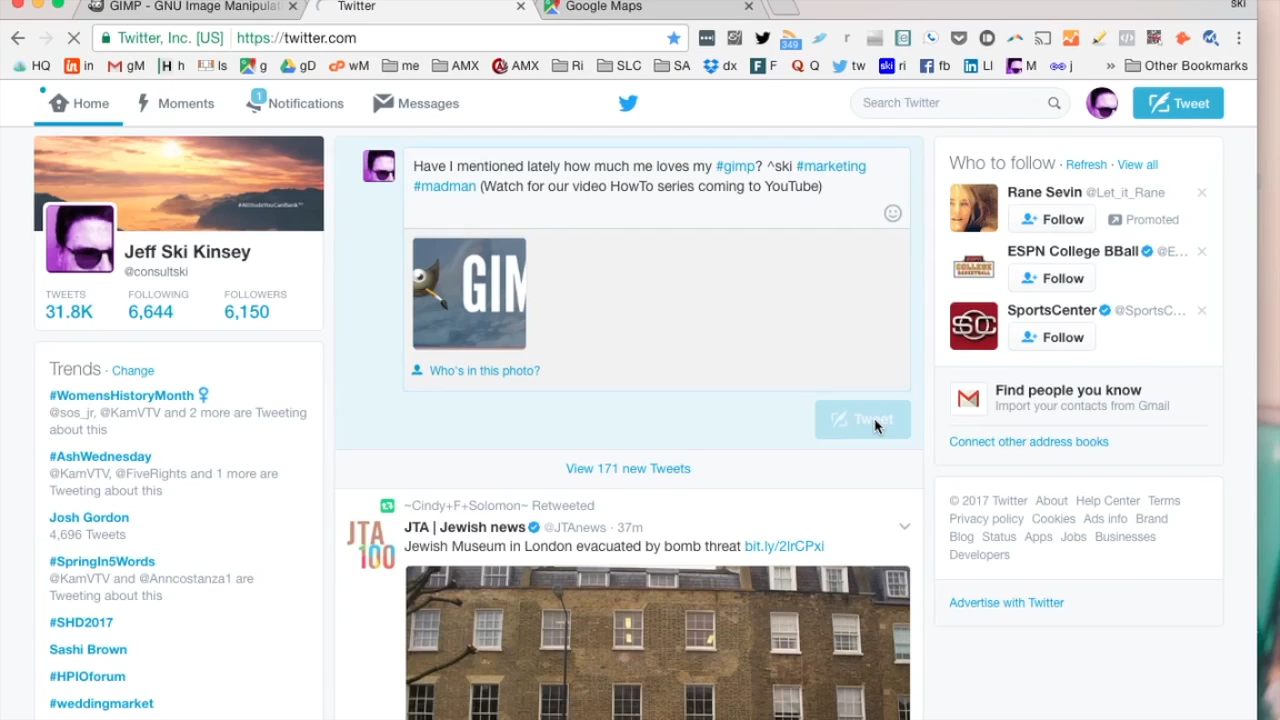 GIMP - GNU Image Manipula
Twitter
Google Maps
ski
Twitter, Inc. [US]
https://twitter.com
349
HQ
in
gM
h
ls
g
gD
wM
me
AMX
AMX
Ri
SLC
SA
dx
F
Q
tw
ri
fb
LI
M
j
»
Other Bookmarks
Home
Moments
1
Notifications
Messages
Search Twitter
Tweet
#AttitudeYouCanBank™
Jeff Ski Kinsey
@consultski
TWEETS FOLLOWING FOLLOWERS
31.8K 6,644 6,150
Trends · Change
#WomensHistoryMonth
@sos_jr, @KamVTV and 2 more are Tweeting
about this
#AshWednesday
@KamVTV, @FiveRights and 1 more are
Tweeting about this
Josh Gordon
4,696 Tweets
#SpringIn5Words
@KamVTV and @Anncostanza1 are
Tweeting about this
#SHD2017
Sashi Brown
#HPIOforum
#weddingmarket
Have I mentioned lately how much me loves my #gimp? ^ski #marketing
#madman (Watch for our video HowTo series coming to YouTube)
GIM
Who's in this photo?
Tweet
View 171 new Tweets
~Cindy+F+Solomon~ Retweeted
JTA
100
JTA | Jewish news @JTAnews · 37m
Jewish Museum in London evacuated by bomb threat bit.ly/2lrCPxi
Who to follow · Refresh · View all
Rane Sevin @Let_it_Rane
Follow
Promoted
ESPN College BBall @E...
COLLEGE
Follow
SC
SportsCenter @SportsC...
Follow
Find people you know
Import your contacts from Gmail
Connect other address books
© 2017 Twitter About Help Center Terms
Privacy policy Cookies Ads info Brand
Blog Status Apps Jobs Businesses
Developers
Advertise with Twitter